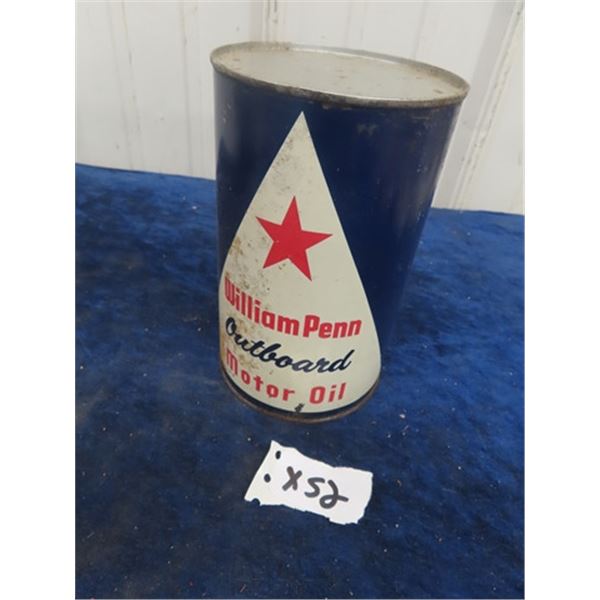 William Penn
Outboard
Motor Oil
X52